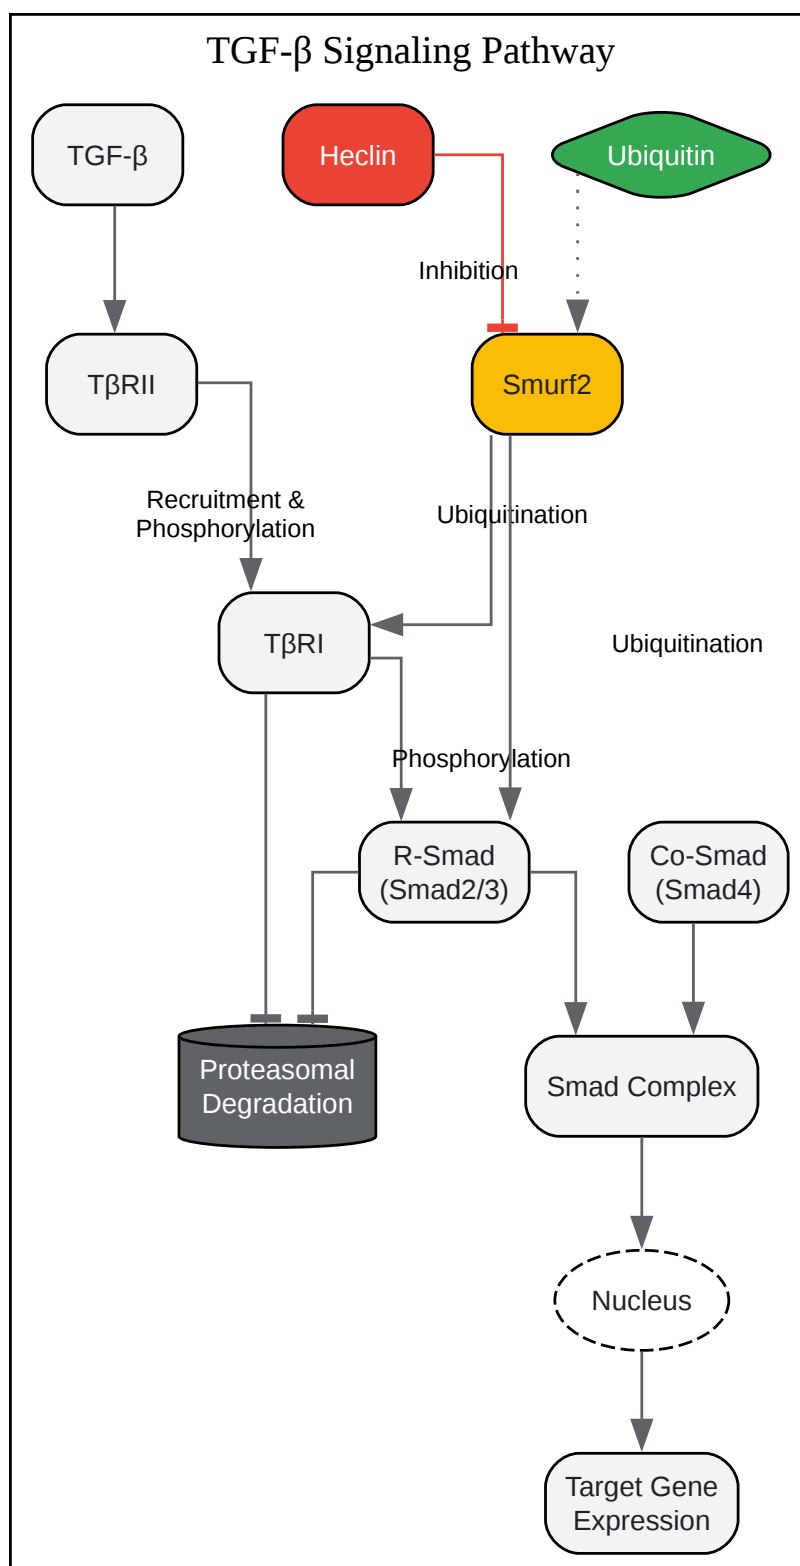 TGF-β Signaling Pathway
TGF-β
Heclin
Ubiquitin
Inhibition
TβRII
Smurf2
Recruitment &
Phosphorylation
Ubiquitination
TβRI
Ubiquitination
Phosphorylation
R-Smad
(Smad2/3)
Co-Smad
(Smad4)
Proteasomal
Degradation
Smad Complex
Nucleus
Target Gene
Expression